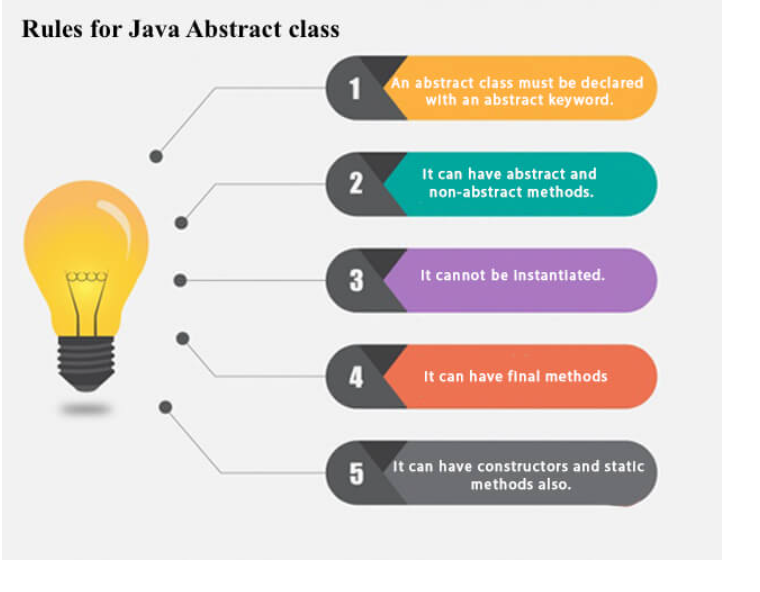 Rules for Java Abstract class
1
An abstract class must be declared
with an abstract keyword.
2
It can have abstract and
non-abstract methods.
3
It cannot be instantiated.
4
It can have final methods
5
It can have constructors and static
methods also.